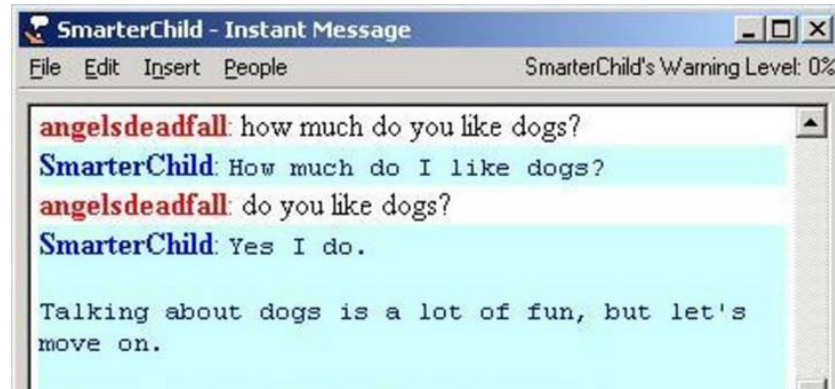 SmarterChild - Instant Message
File Edit Insert People SmarterChild's Warning Level: 0%
angelsdeadfall: how much do you like dogs?
SmarterChild: How much do I like dogs?
angelsdeadfall: do you like dogs?
SmarterChild: Yes I do.
Talking about dogs is a lot of fun, but let's
move on.